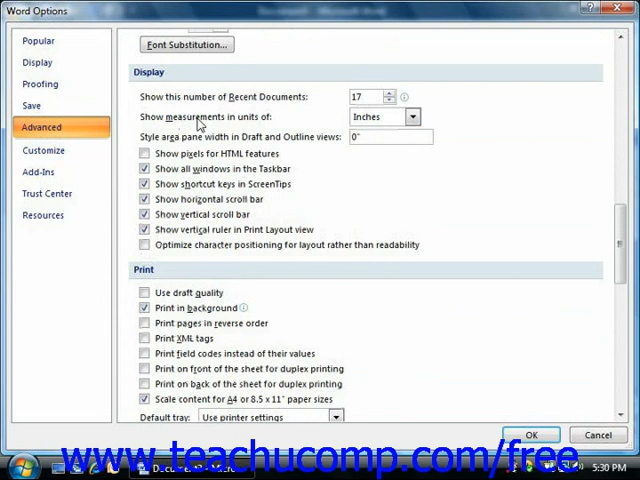 Word Options
Popular
Display
Proofing
Save
Advanced
Customize
Add-Ins
Trust Center
Resources
Font Substitution...
Display
Show this number of Recent Documents: 17
Show measurements in units of: Inches
Style area pane width in Draft and Outline views: 0"
Show pixels for HTML features
Show all windows in the Taskbar
Show shortcut keys in ScreenTips
Show horizontal scroll bar
Show vertical scroll bar
Show vertical ruler in Print Layout view
Optimize character positioning for layout rather than readability
Print
Use draft quality
Print in background
Print pages in reverse order
Print XML tags
Print field codes instead of their values
Print on front of the sheet for duplex printing
Print on back of the sheet for duplex printing
Scale content for A4 or 8.5 x 11" paper sizes
Default tray: Use printer settings
OK Cancel
www.teachucomp.com/free
5:30 PM